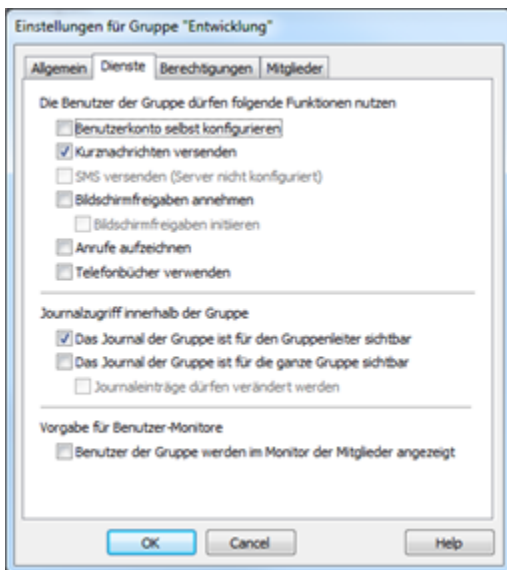 Einstellungen für Gruppe "Entwicklung"
Allgemein Dienste Berechtigungen Mitglieder
Die Benutzer der Gruppe dürfen folgende Funktionen nutzen
Benutzerkonto selbst konfigurieren
Kurznachrichten versenden
SMS versenden (Server nicht konfiguriert)
Bildschirmfreigaben annehmen
Bildschirmfreigaben initiieren
Anrufe aufzeichnen
Telefonbücher verwenden
Journalzugriff innerhalb der Gruppe
Das Journal der Gruppe ist für den Gruppenleiter sichtbar
Das Journal der Gruppe ist für die ganze Gruppe sichtbar
Journaleinträge dürfen verändert werden
Vorgabe für Benutzer-Monitore
Benutzer der Gruppe werden im Monitor der Mitglieder angezeigt
OK Cancel Help